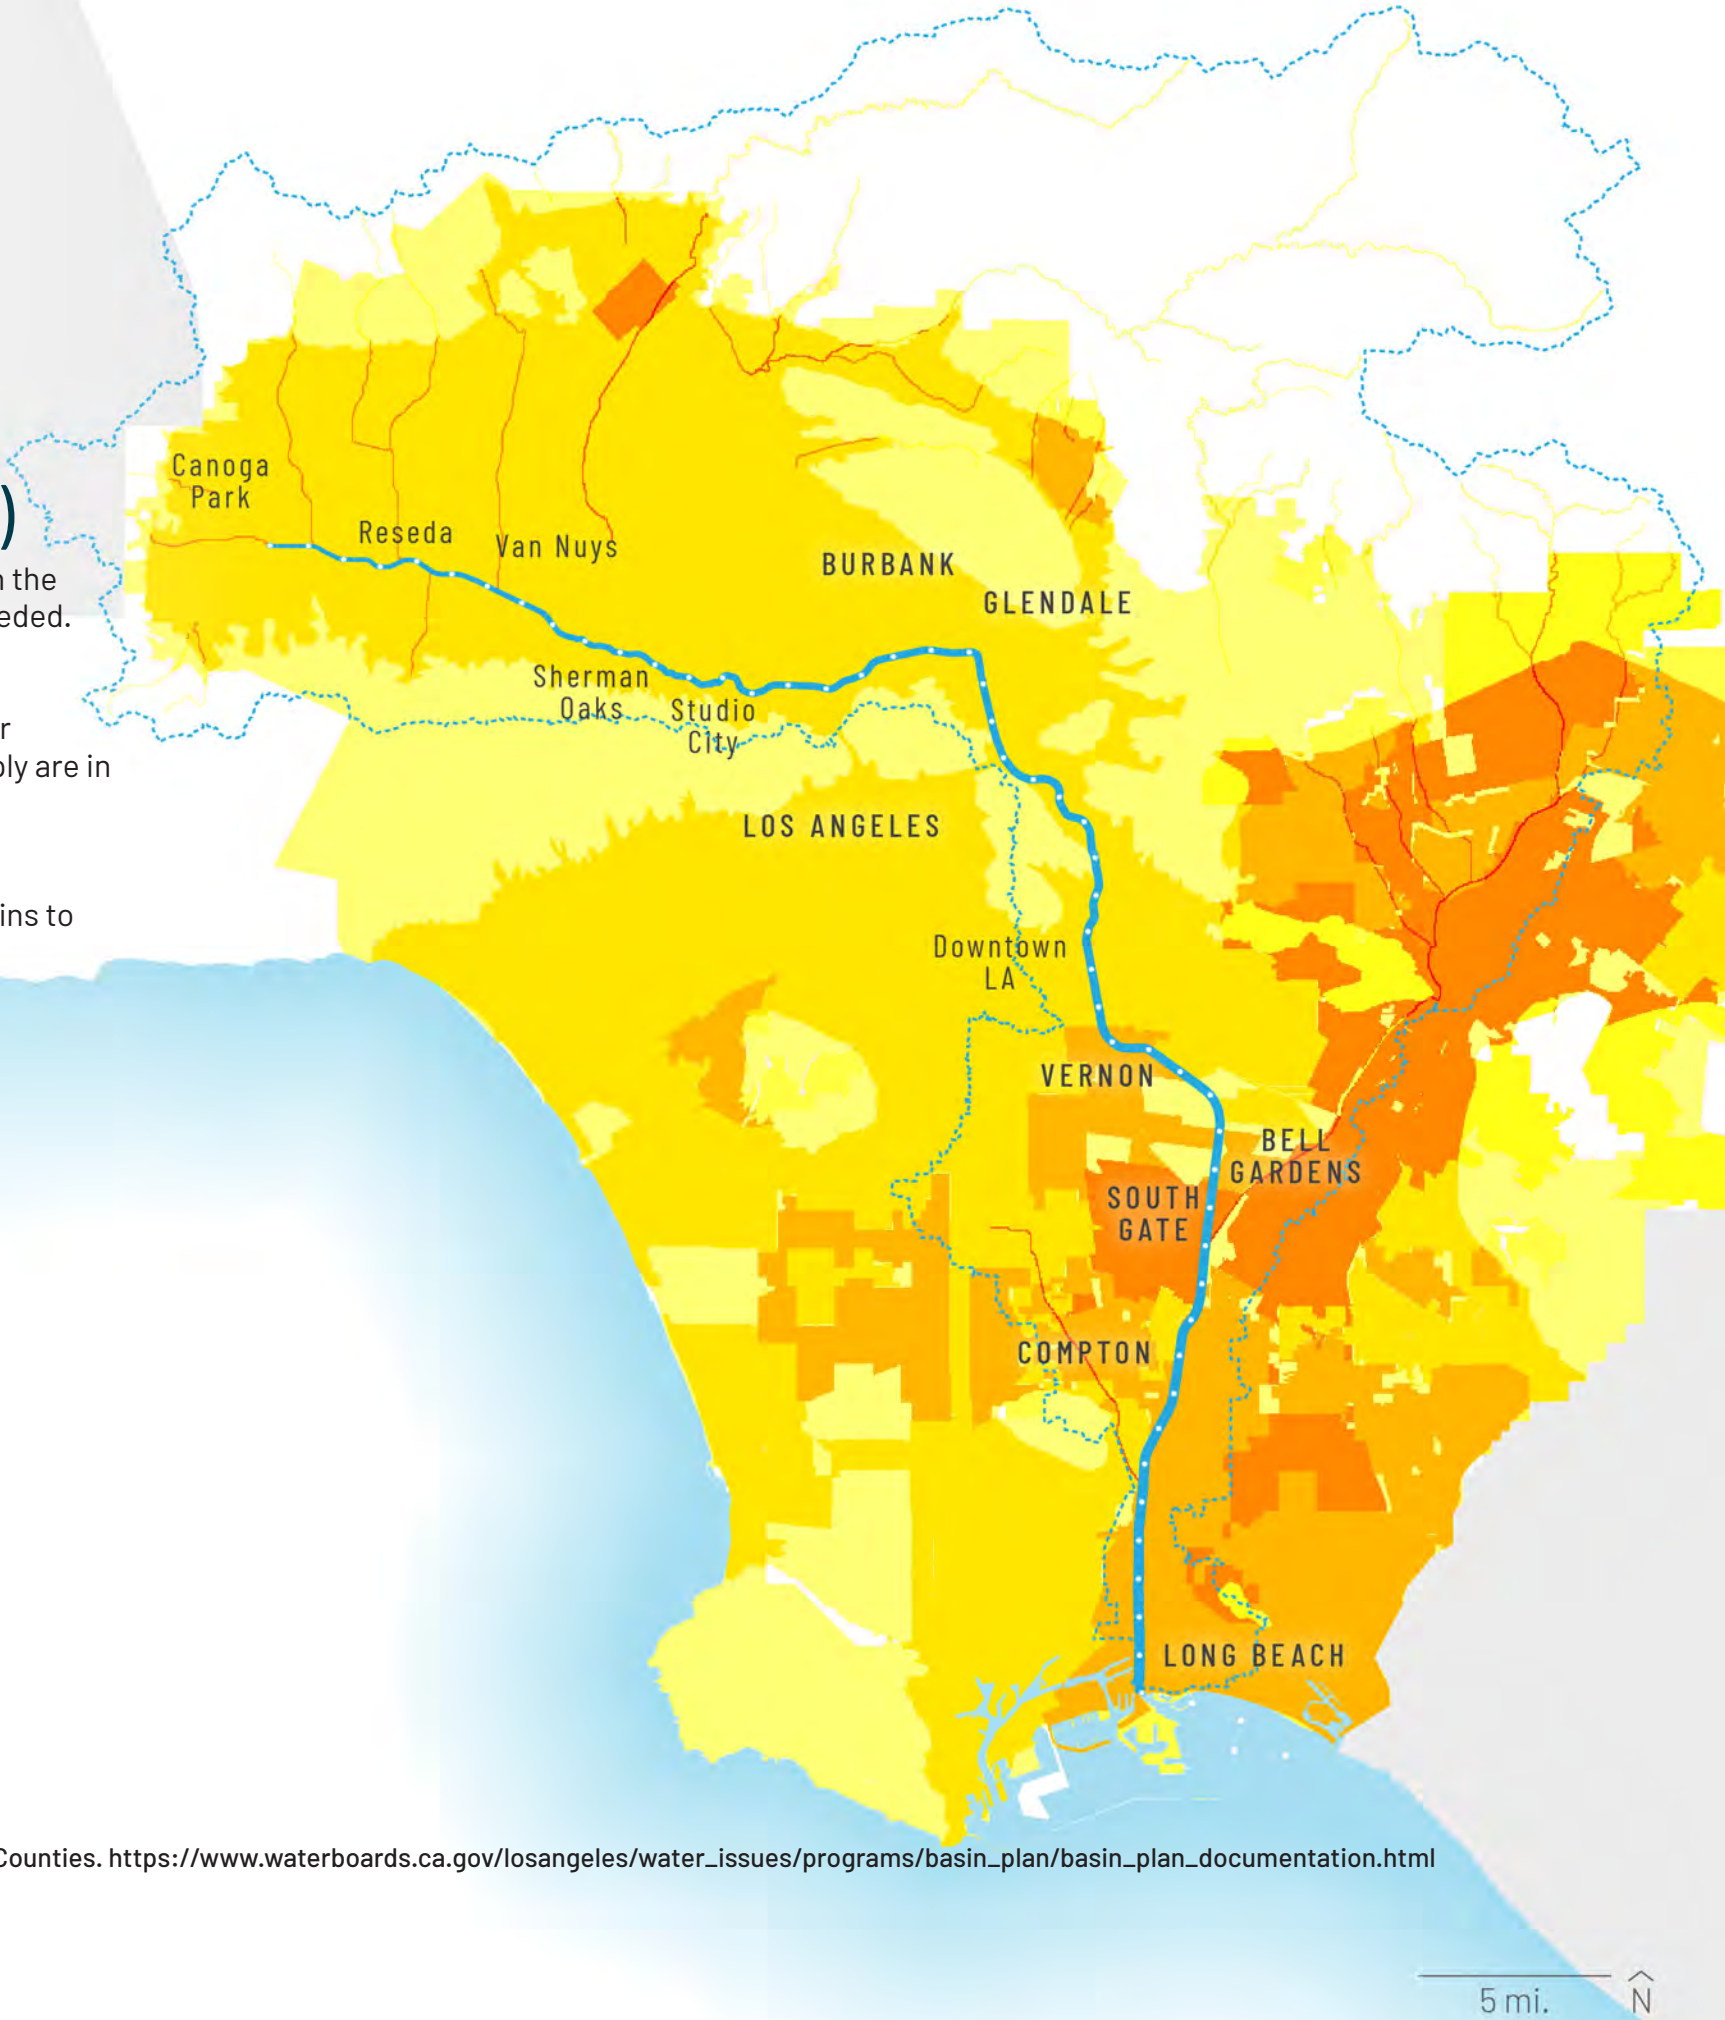 Canoga
Park
)
Reseda
Van Nuys
BURBANK
the
eded.
GLENDALE
Sherman
Oaks
Studio
City
r
ly are in
LOS ANGELES
ins to
Downtown
LA
VERNON
BELL
GARDENS
SOUTH
GATE
COMPTON
LONG BEACH
Counties. https://www.waterboards.ca.gov/losangeles/water_issues/programs/basin_plan/basin_plan_documentation.html
5 mi.
N